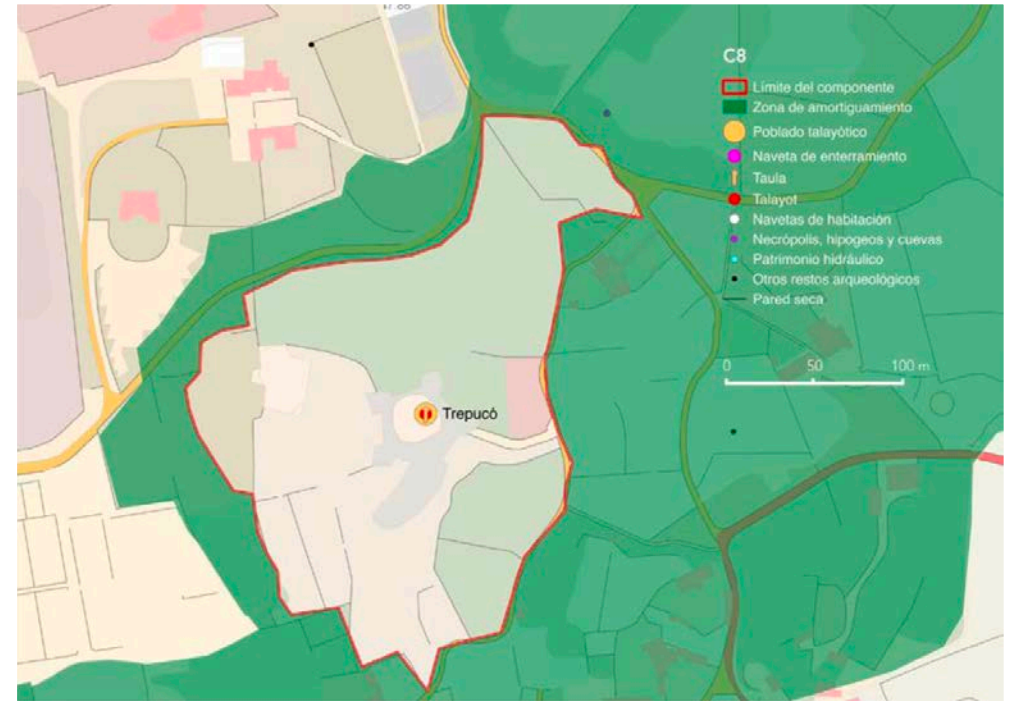 C8
Límite del componente
Zona de amortiguamiento
Poblado talayótico
Naveta de enterramiento
Taula
Talayot
Navetas de habitación
Necrópolis, hipogeos y cuevas
Patrimonio hidráulico
Otros restos arqueológicos
Pared seca
0 50 100 m
Trepucó